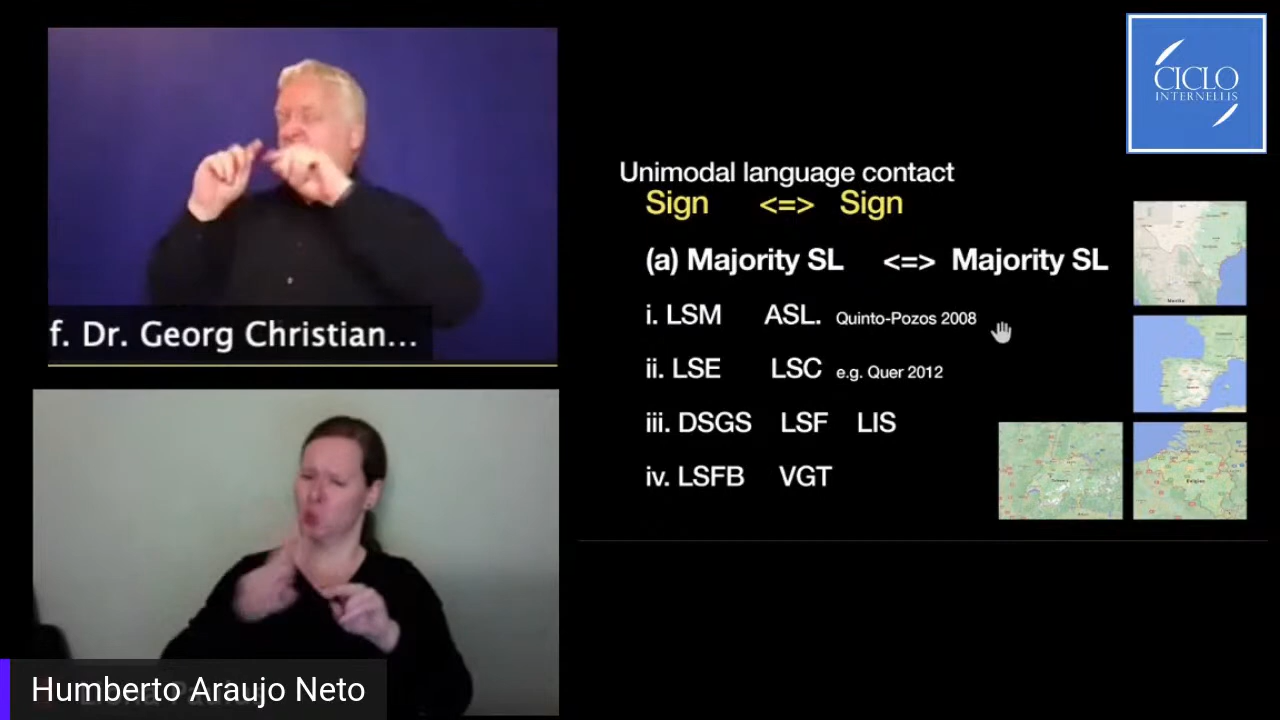 CICLO
INTERNELLIS
f. Dr. Georg Christian...
Unimodal language contact
Sign <=> Sign
(a) Majority SL <=> Majority SL
i. LSM ASL. Quinto-Pozos 2008
ii. LSE LSC e.g. Quer 2012
iii. DSGS LSF LIS
iv. LSFB VGT
Humberto Araujo Neto